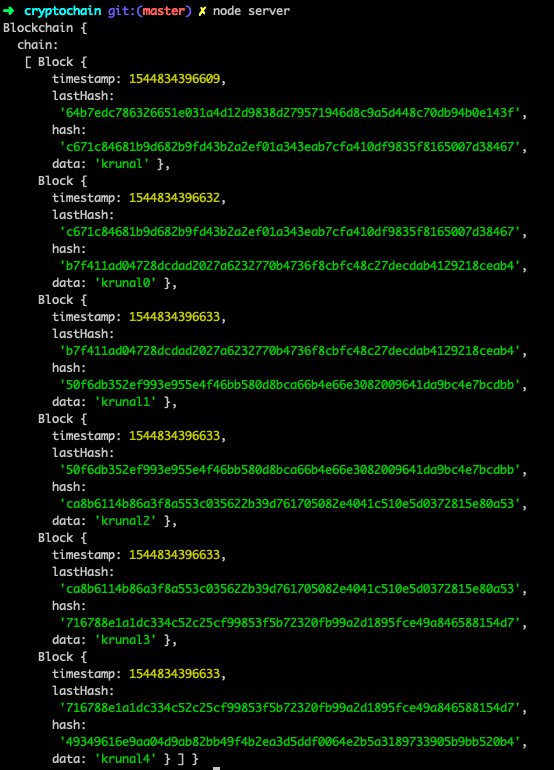 ➜ cryptochain git:(master) ✗ node server
Blockchain {
chain:
[ Block {
timestamp: 1544834396609,
lastHash:
'64b7edc786326651e031a4d12d9838d279571946d8c9a5d448c70db94b0e143f',
hash:
'c671c84681b9d682b9fd43b2a2ef01a343eab7cfa410df9835f8165007d38467',
data: 'krunal' },
Block {
timestamp: 1544834396632,
lastHash:
'c671c84681b9d682b9fd43b2a2ef01a343eab7cfa410df9835f8165007d38467',
hash:
'b7f411ad04728dcdad2027a6232770b4736f8cbfc48c27decdab4129218ceab4',
data: 'krunal0' },
Block {
timestamp: 1544834396633,
lastHash:
'b7f411ad04728dcdad2027a6232770b4736f8cbfc48c27decdab4129218ceab4',
hash:
'50f6db352ef993e955e4f46bb580d8bca66b4e66e3082009641da9bc4e7bcdbb',
data: 'krunal1' },
Block {
timestamp: 1544834396633,
lastHash:
'50f6db352ef993e955e4f46bb580d8bca66b4e66e3082009641da9bc4e7bcdbb',
hash:
'ca8b6114b86a3f8a553c035622b39d761705082e4041c510e5d0372815e80a53',
data: 'krunal2' },
Block {
timestamp: 1544834396633,
lastHash:
'ca8b6114b86a3f8a553c035622b39d761705082e4041c510e5d0372815e80a53',
hash:
'716788e1a1dc334c52c25cf99853f5b72320fb99a2d1895fce49a846588154d7',
data: 'krunal3' },
Block {
timestamp: 1544834396633,
lastHash:
'716788e1a1dc334c52c25cf99853f5b72320fb99a2d1895fce49a846588154d7',
hash:
'49349616e9aa04d9ab82bb49f4b2ea3d5ddf0064e2b5a3189733905b9bb520b4',
data: 'krunal4' } ] }